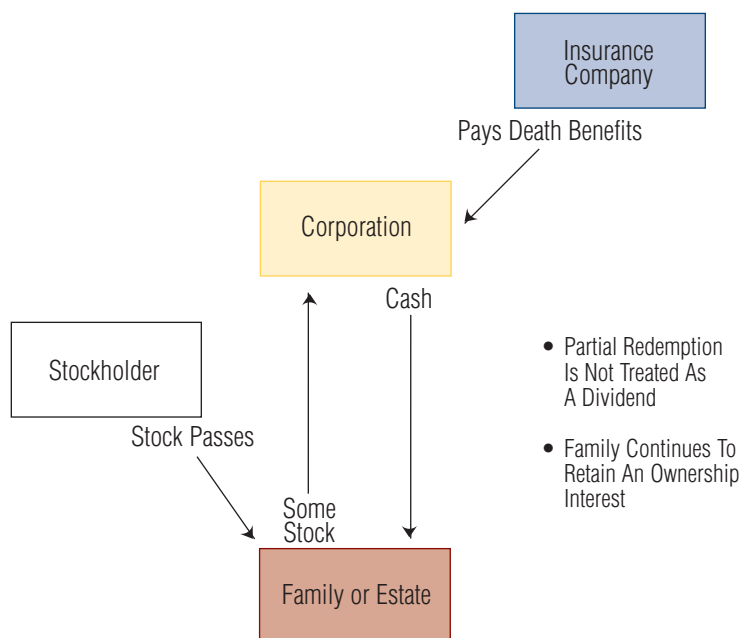 Insurance
Company
Pays Death Benefits
Corporation
Cash
Stockholder
Stock Passes
Some
Stock
Family or Estate
• Partial Redemption
Is Not Treated As
A Dividend
• Family Continues To
Retain An Ownership
Interest